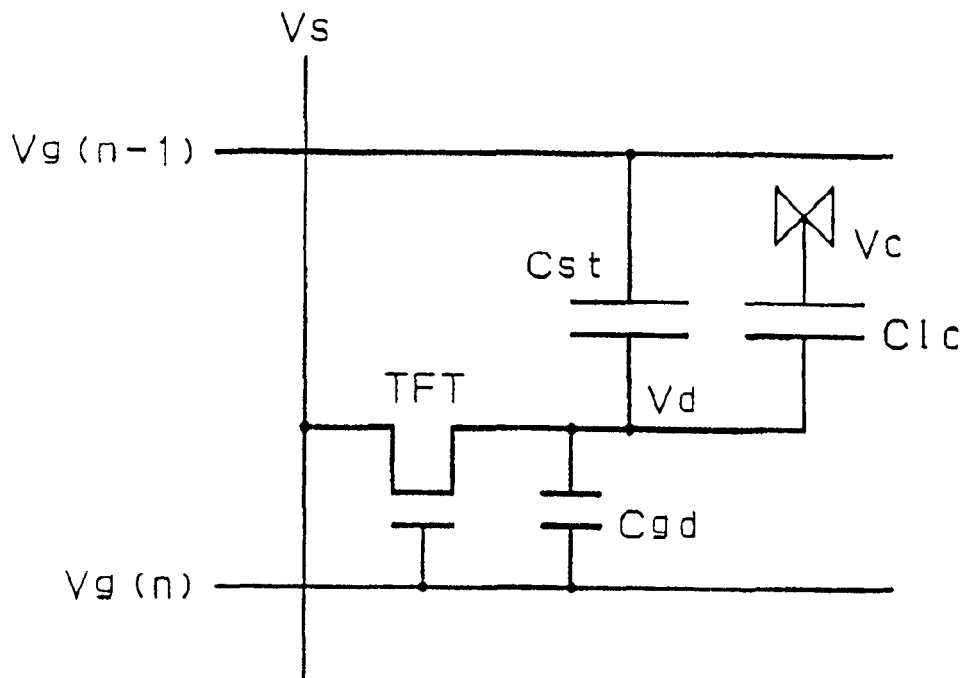 Vs
Vg (n-1)
Cst
Vc
Clc
TFT
Vd
Cgd
Vg (n)